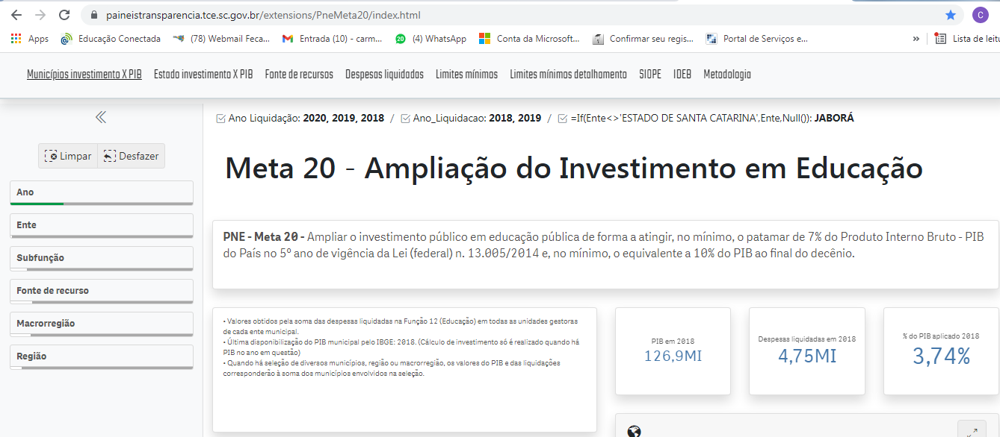 paineistransparencia.tce.sc.gov.br/extensions/PneMeta20/index.html
C
Apps Educação Conectada (78) Webmail Feca... Entrada (10) - carm... 20 (4) WhatsApp Conta da Microsoft... Confirmar seu regis... Portal de Serviços e... » Lista de leitu
Municípios investimento X PIB Estado investimento X PIB Fonte de recursos Despesas liquidadas Limites mínimos Limites mínimos detalhamento SIOPE IDEB Metodologia
Ano Liquidação: 2020, 2019, 2018 / Ano_Liquidacao: 2018, 2019 / =If(Ente<>'ESTADO DE SANTA CATARINA',Ente,Null()): JABORÁ
Limpar Desfazer
Ano
Ente
Subfunção
Fonte de recurso
Macrorregião
Região
Meta 20 - Ampliação do Investimento em Educação
PNE - Meta 20 - Ampliar o investimento público em educação pública de forma a atingir, no mínimo, o patamar de 7% do Produto Interno Bruto - PIB
do País no 5º ano de vigência da Lei (federal) n. 13.005/2014 e, no mínimo, o equivalente a 10% do PIB ao final do decênio.
• Valores obtidos pela soma das despesas liquidadas na Função 12 (Educação) em todas as unidades gestoras
de cada ente municipal.
• Última disponibilização do PIB municipal pelo IBGE: 2018. (Cálculo de investimento só é realizado quando há
PIB no ano em questão)
• Quando há seleção de diversos municípios, região ou macrorregião, os valores do PIB e das liquidações
corresponderão à soma dos municípios envolvidos na seleção.
PIB em 2018
126,9MI
Despesas liquidadas em 2018
4,75MI
% do PIB aplicado 2018
3,74%